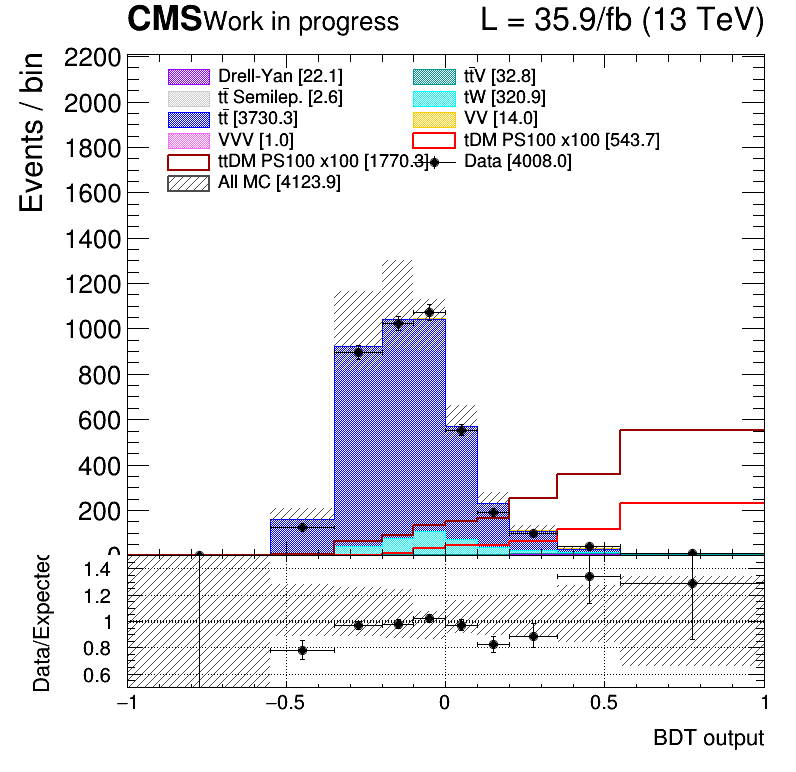 CMS Work in progress L = 35.9/fb (13 TeV)
Events / bin
2200
2000
1800
1600
1400
1200
1000
800
600
400
200
0
Drell-Yan [22.1]
tt̄V [32.8]
tt̄ Semilep. [2.6]
tW [320.9]
tt̄ [3730.3]
VV [14.0]
VVV [1.0]
tDM PS100 x100 [543.7]
ttDM PS100 x100 [1770.3]
Data [4008.0]
All MC [4123.9]
Data/Expected
1.4
1.2
1
0.8
0.6
−1 −0.5 0 0.5 1
BDT output